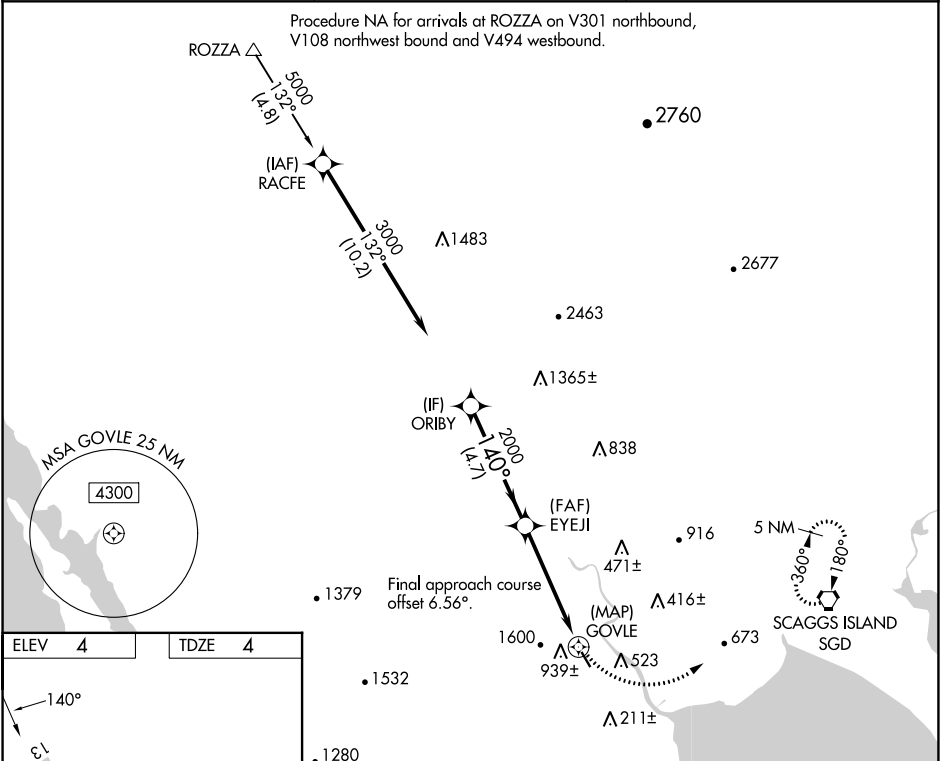 Procedure NA for arrivals at ROZZA on V301 northbound,
V108 northwest bound and V494 westbound.
ROZZA
5000
132°
(4.8)
2760
(IAF)
RACFE
3000
132°
(10.2)
1483
2677
2463
1365±
(IF)
ORIBY
2000
140°
(4.7)
838
MSA GOVLE 25 NM
4300
(FAF)
EYEJI
916
5 NM
360°
180°
471±
1379
Final approach course
offset 6.56°.
416±
(MAP)
GOVLE
SCAGGS ISLAND
SGD
1600
673
939±
523
ELEV 4
TDZE 4
1532
140°
211±
13
1280